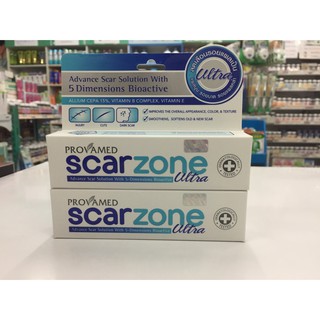 Advance Scar Solution With
5 Dimensions Bioactive
Ultra
ALLIUM CEPA 15%, VITAMIN B COMPLEX, VITAMIN E
IMPROVES THE OVERALL APPEARANCE, COLOR, & TEXTURE
SMOOTHENS, SOFTENS OLD & NEW SCAR
PROVAMED
scarzone
Ultra
Advance Scar Solution With 5 Dimensions Bioactive
PROVAMED
scarzone
Ultra
Advance Scar Solution With 5 Dimensions Bioactive